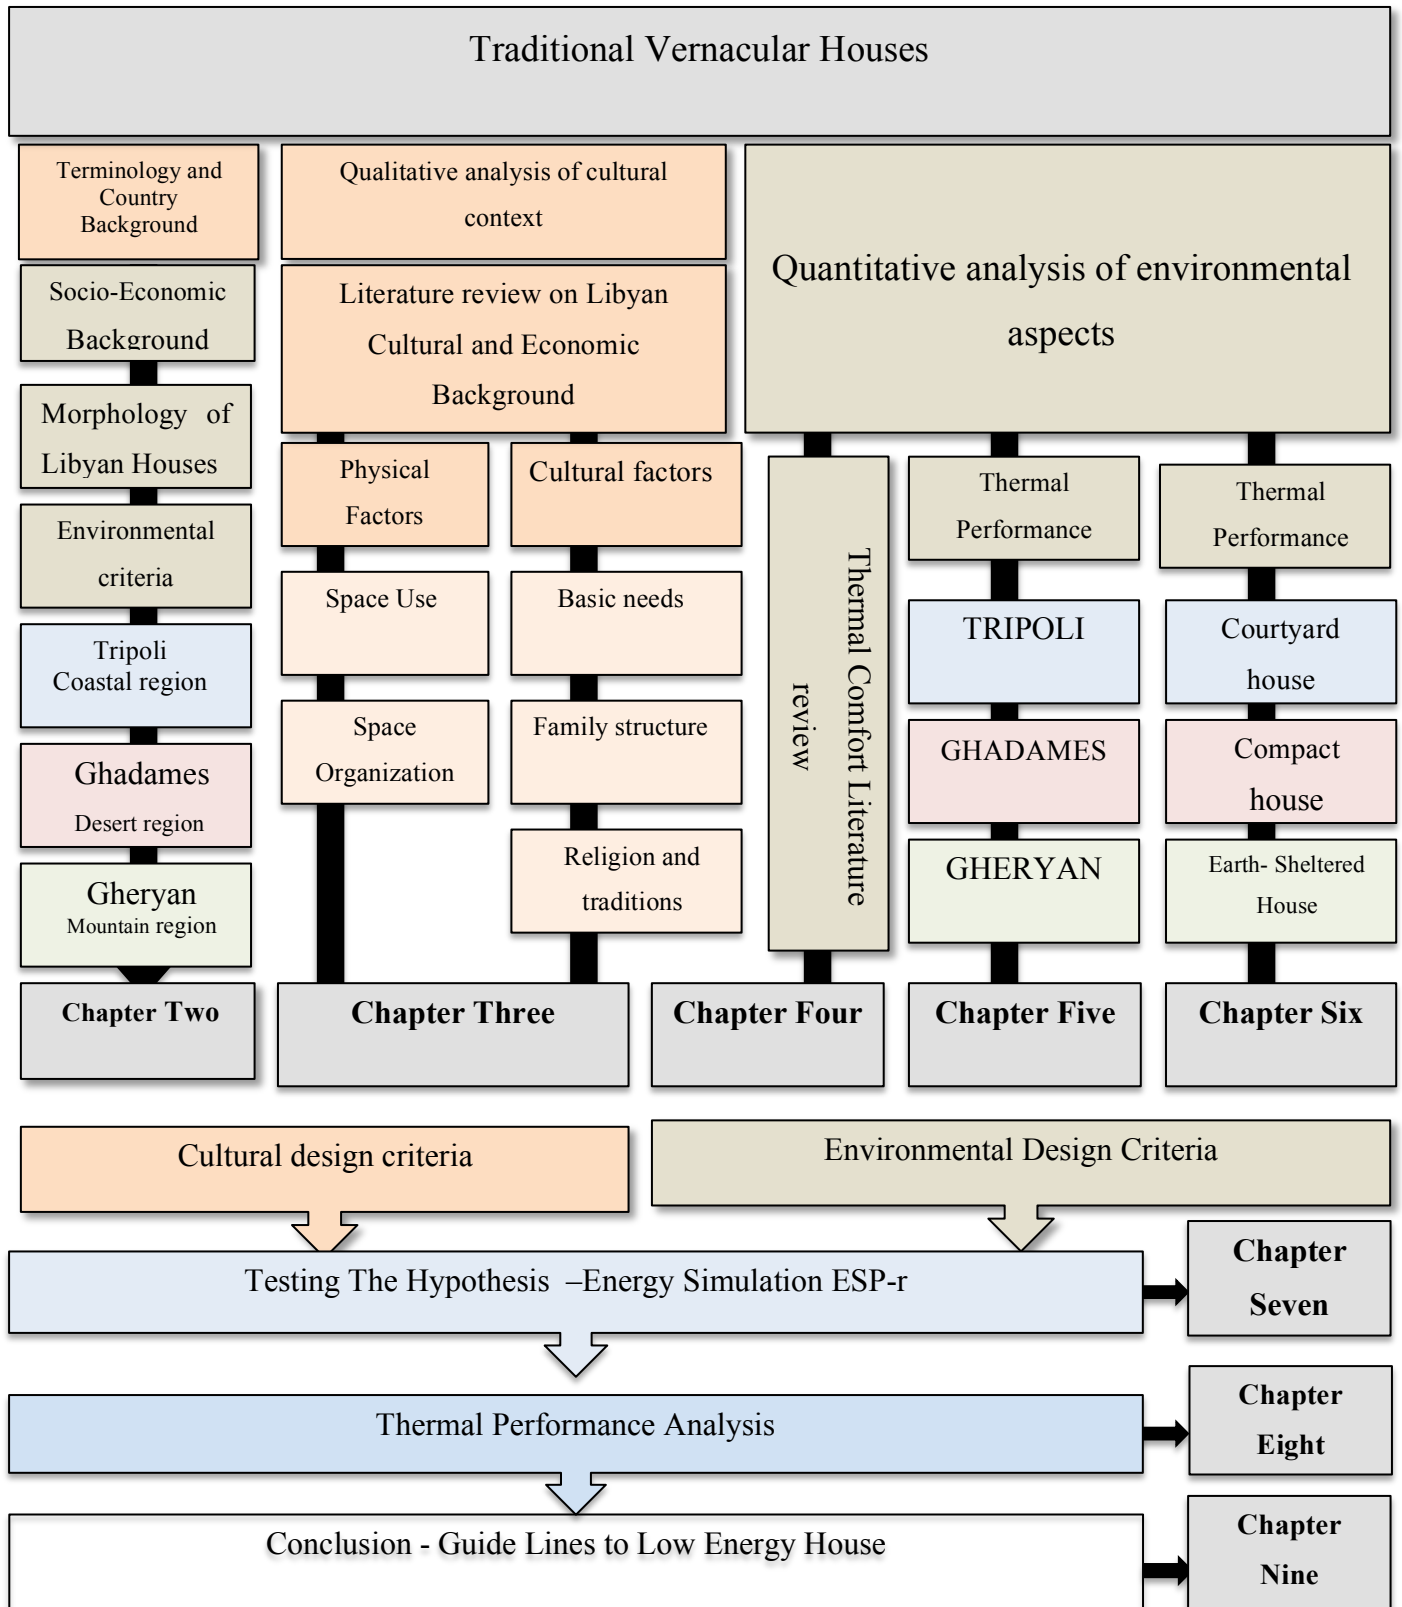 Traditional Vernacular Houses
Terminology and
Country
Background
Socio-Economic
Background
Morphology of
Libyan Houses
Environmental
criteria
Tripoli
Coastal region
Ghadames
Desert region
Gheryan
Mountain region
Chapter Two
Qualitative analysis of cultural
context
Literature review on Libyan
Cultural and Economic
Background
Physical
Factors
Space Use
Space
Organization
Cultural factors
Basic needs
Family structure
Religion and
traditions
Chapter Three
Quantitative analysis of environmental
aspects
Thermal Comfort Literature
review
Chapter Four
Thermal
Performance
TRIPOLI
GHADAMES
GHERYAN
Chapter Five
Thermal
Performance
Courtyard
house
Compact
house
Earth- Sheltered
House
Chapter Six
Cultural design criteria
Environmental Design Criteria
Testing The Hypothesis –Energy Simulation ESP-r
Chapter
Seven
Thermal Performance Analysis
Chapter
Eight
Conclusion - Guide Lines to Low Energy House
Chapter
Nine